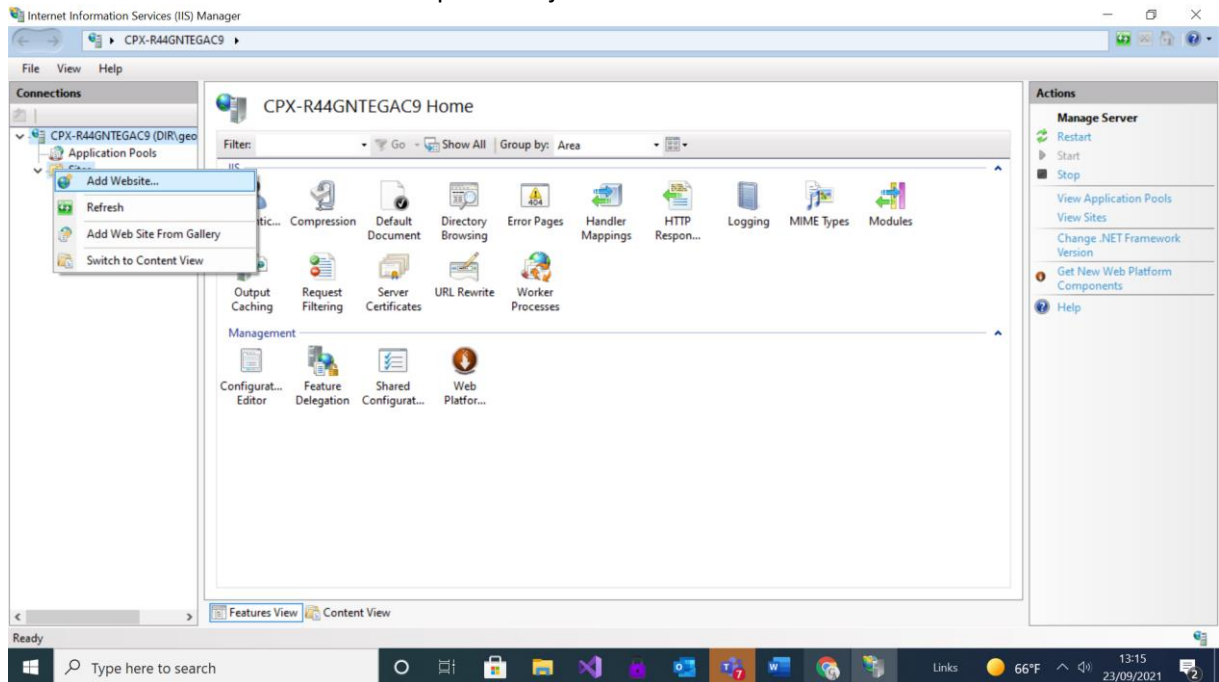 Internet Information Services (IIS) Manager
CPX-R44GNTEGAC9
File View Help
Connections
CPX-R44GNTEGAC9 (DIR\geo
Application Pools
Add Website...
Refresh
Add Web Site From Gallery
Switch to Content View
CPX-R44GNTEGAC9 Home
Filter: Go Show All Group by: Area
IIS
Compression Default Document Directory Browsing Error Pages Handler Mappings HTTP Respon... Logging MIME Types Modules
Output Caching Request Filtering Server Certificates URL Rewrite Worker Processes
Management
Configurat... Editor Feature Delegation Shared Configurat... Web Platfor...
Features View Content View
Actions
Manage Server
Restart
Start
Stop
View Application Pools
View Sites
Change .NET Framework
Version
Get New Web Platform
Components
Help
Ready
Type here to search
Links 66°F 13:15
23/09/2021